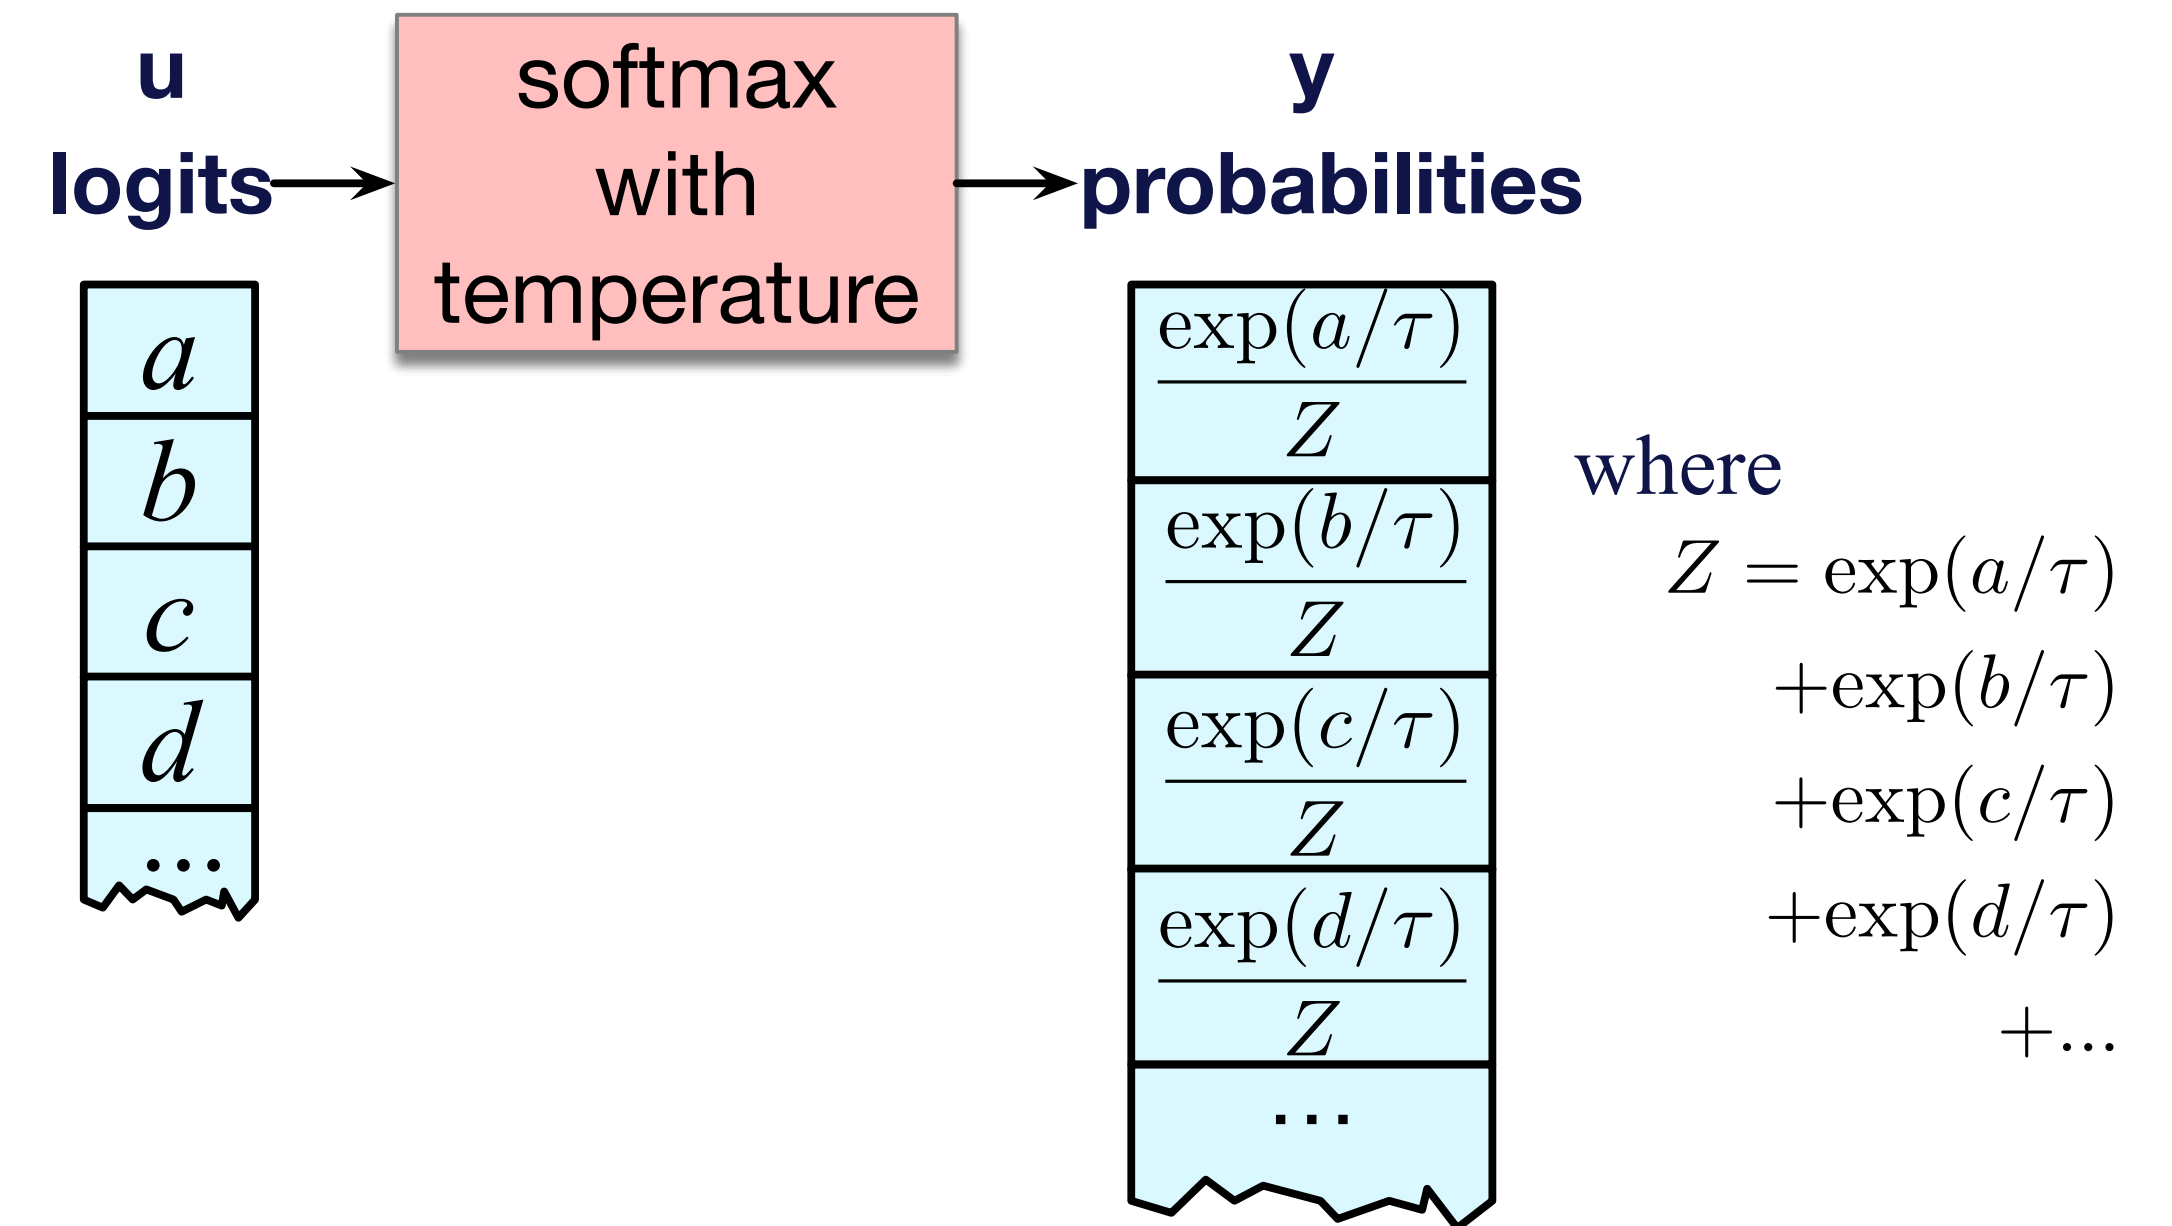 u
logits
softmax
with
temperature
y
probabilities
a
b
c
d
...
exp(a/τ)
Z
exp(b/τ)
Z
exp(c/τ)
Z
exp(d/τ)
Z
...
where
Z = exp(a/τ)
+exp(b/τ)
+exp(c/τ)
+exp(d/τ)
+...